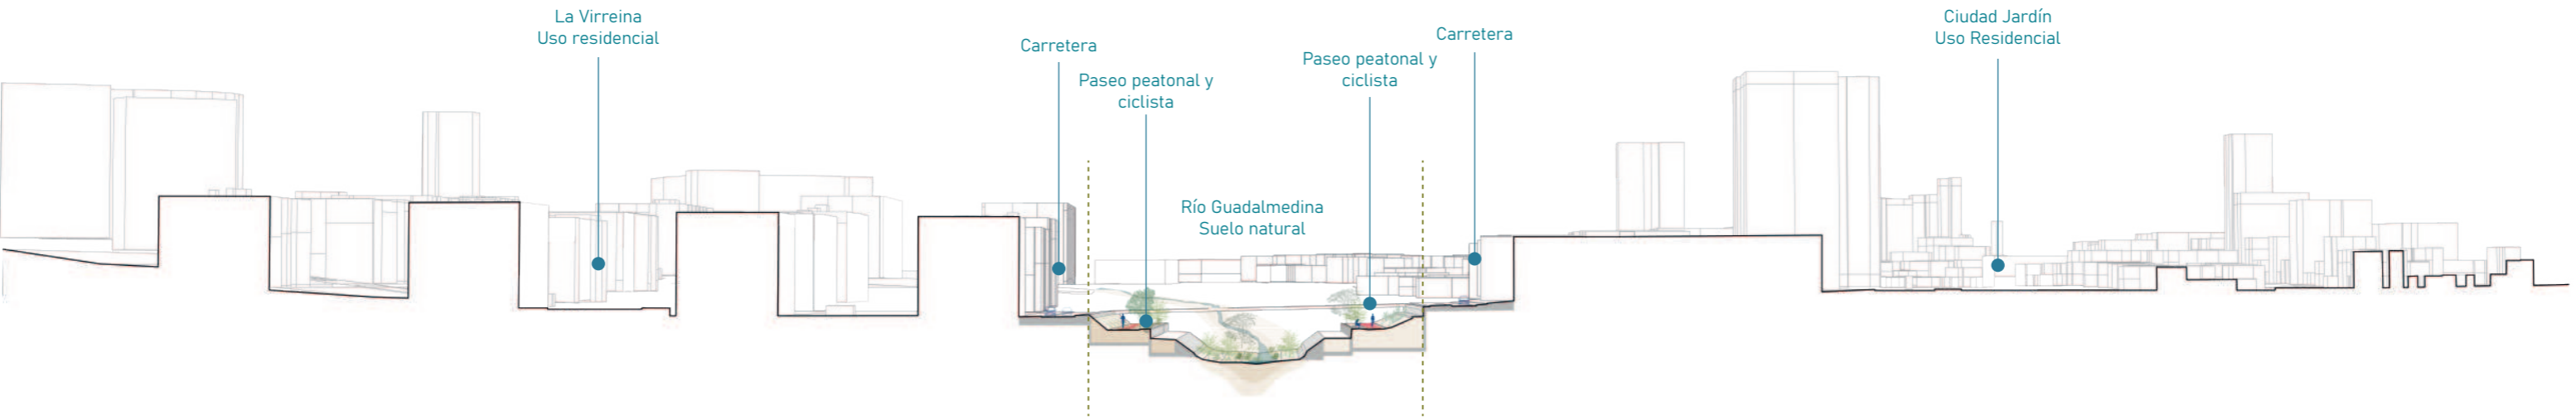 La Virreina
Uso residencial
Carretera
Paseo peatonal y
ciclista
Río Guadalmedina
Suelo natural
Paseo peatonal y
ciclista
Carretera
Ciudad Jardín
Uso Residencial